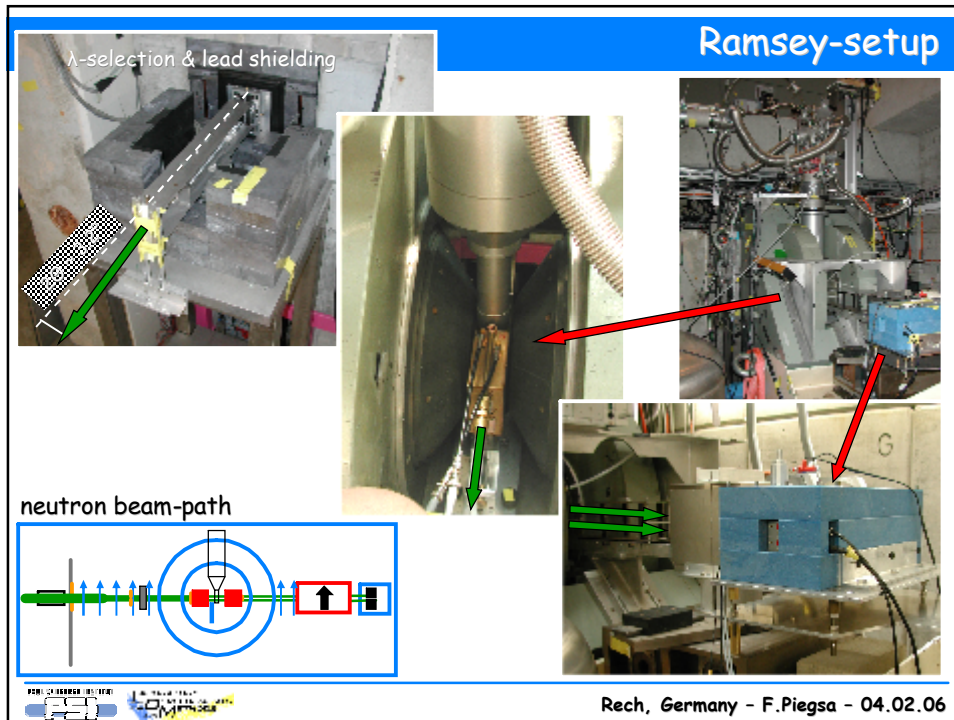 Ramsey-setup
λ-selection & lead shielding
G
neutron beam-path
Rech, Germany – F.Piegsa – 04.02.06